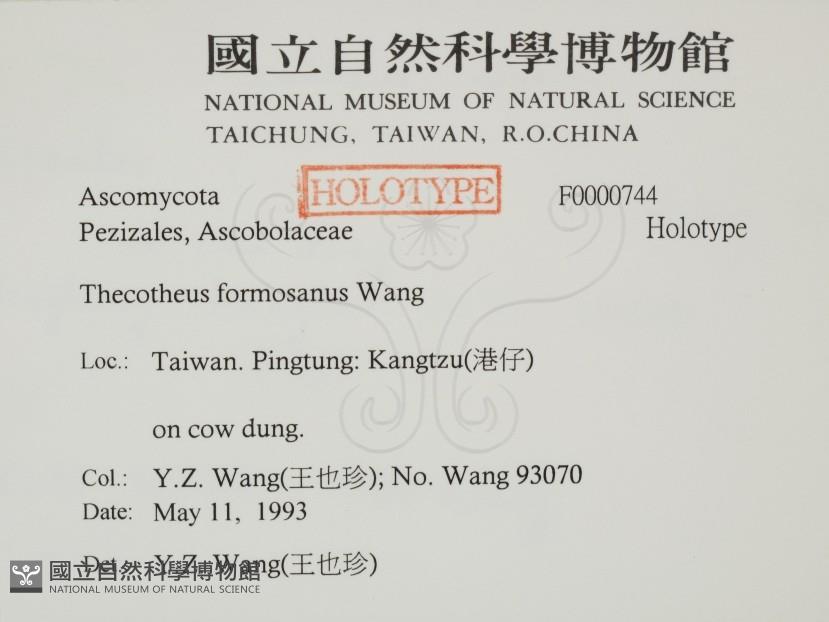 國立自然科學博物館
NATIONAL MUSEUM OF NATURAL SCIENCE
TAICHUNG, TAIWAN, R.O.CHINA
HOLOTYPE
Ascomycota F0000744
Pezizales, Ascobolaceae Holotype
Thecotheus formosanus Wang
Loc.: Taiwan. Pingtung: Kangtzu(港仔)
on cow dung.
Col.: Y.Z. Wang(王也珍); No. Wang 93070
Date: May 11, 1993
Det.: Y.Z. Wang(王也珍)
國立自然科學博物館
NATIONAL MUSEUM OF NATURAL SCIENCE